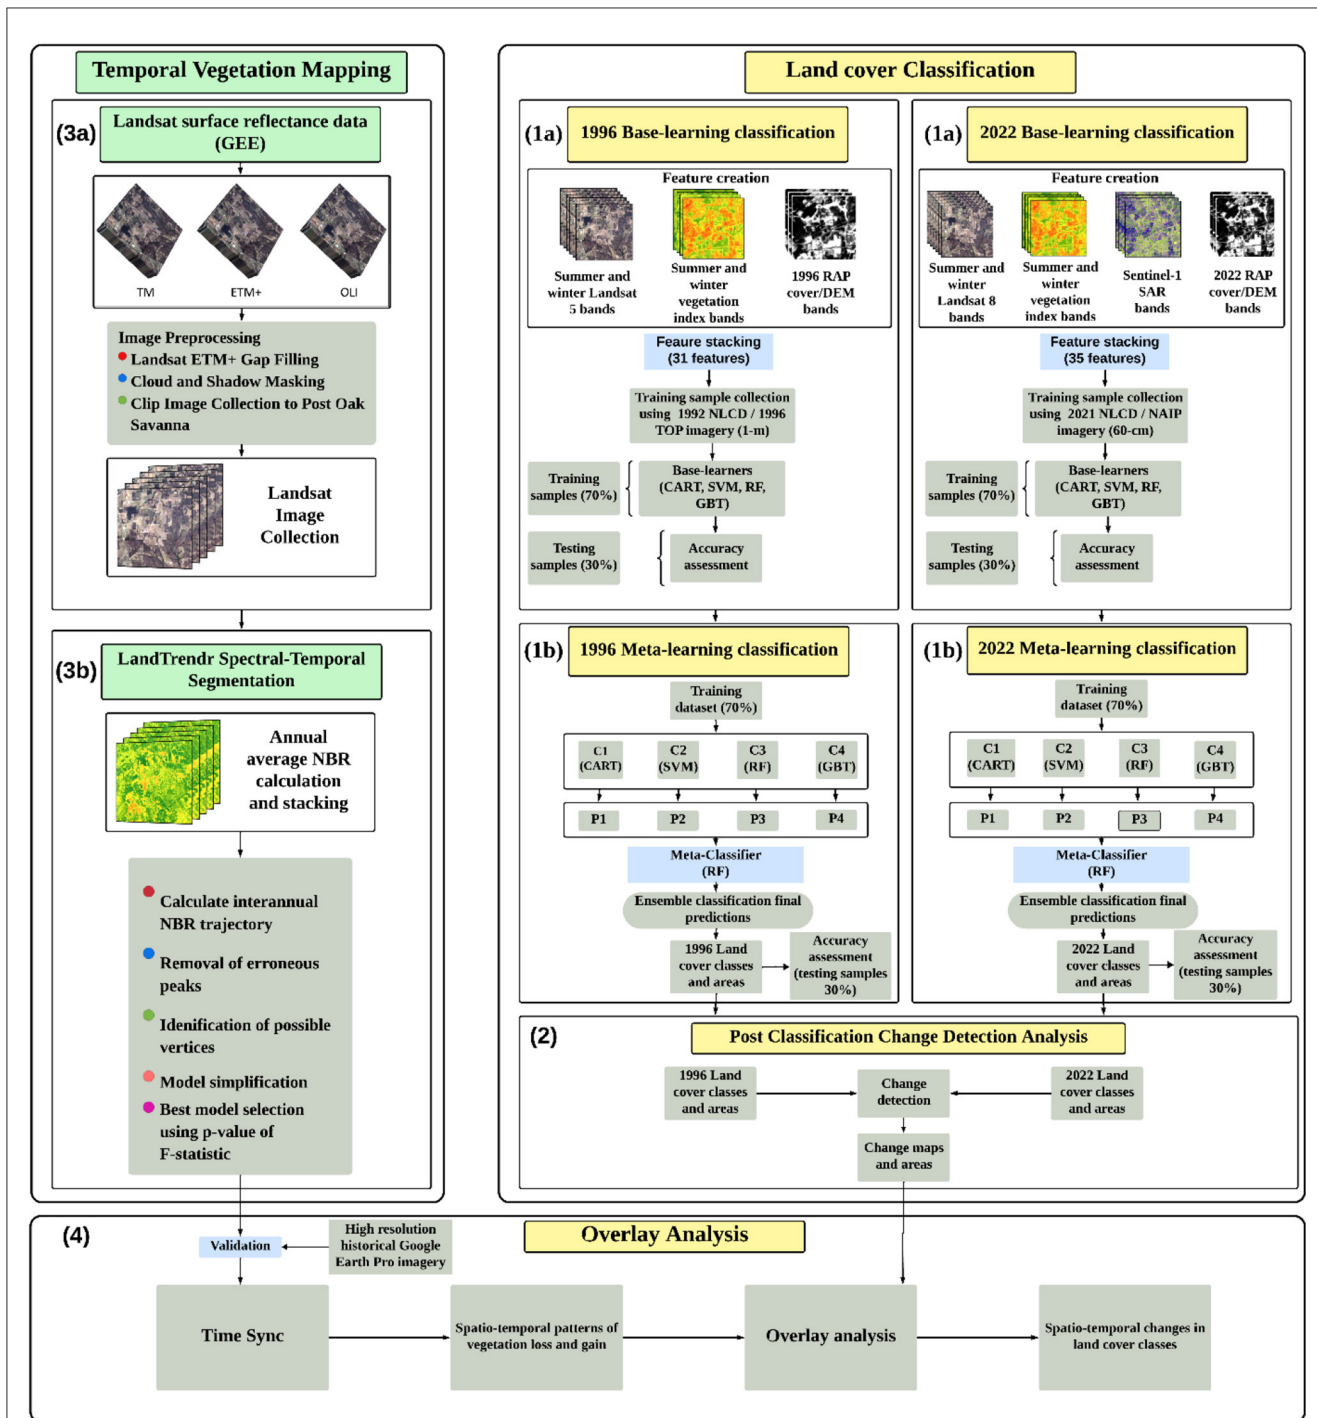 Temporal Vegetation Mapping
(3a)
Landsat surface reflectance data
(GEE)
TM
ETM+
OLI
Image Preprocessing
Landsat ETM+ Gap Filling
Cloud and Shadow Masking
Clip Image Collection to Post Oak
Savanna
Landsat
Image
Collection
(3b)
LandTrendr Spectral-Temporal
Segmentation
Annual
average NBR
calculation
and stacking
Calculate interannual
NBR trajectory
Removal of erroneous
peaks
Idenification of possible
vertices
Model simplification
Best model selection
using p-value of
F-statistic
Land cover Classification
(1a)
1996 Base-learning classification
Feature creation
Summer and
winter Landsat
5 bands
Summer and
winter
vegetation
index bands
1996 RAP
cover/DEM
bands
Feaure stacking
(31 features)
Training sample collection
using 1992 NLCD / 1996
TOP imagery (1-m)
Training
samples (70%)
Base-learners
(CART, SVM, RF,
GBT)
Testing
samples (30%)
Accuracy
assessment
(1a)
2022 Base-learning classification
Feature creation
Summer and
winter
Landsat 8
bands
Summer and
winter
vegetation
index bands
Sentinel-1
SAR
bands
2022 RAP
cover/DEM
bands
Feature stacking
(35 features)
Training sample collection
using 2021 NLCD / NAIP
imagery (60-cm)
Training
samples (70%)
Base-learners
(CART, SVM, RF,
GBT)
Testing
samples (30%)
Accuracy
assessment
(1b)
1996 Meta-learning classification
Training
dataset (70%)
C1
(CART)
C2
(SVM)
C3
(RF)
C4
(GBT)
P1
P2
P3
P4
Meta-Classifier
(RF)
Ensemble classification final
predictions
1996 Land
cover classes
and areas
Accuracy
assessment
(testing samples
30%)
(1b)
2022 Meta-learning classification
Training
dataset (70%)
C1
(CART)
C2
(SVM)
C3
(RF)
C4
(GBT)
P1
P2
P3
P4
Meta-Classifier
(RF)
Ensemble classification final
predictions
2022 Land
cover classes
and areas
Accuracy
assessment
(testing samples
30%)
(2)
Post Classification Change Detection Analysis
1996 Land
cover classes
and areas
Change
detection
2022 Land
cover classes
and areas
Change maps
and areas
(4)
Overlay Analysis
Validation
High resolution
historical Google
Earth Pro imagery
Time Sync
Spatio-temporal patterns of
vegetation loss and gain
Overlay analysis
Spatio-temporal changes in
land cover classes